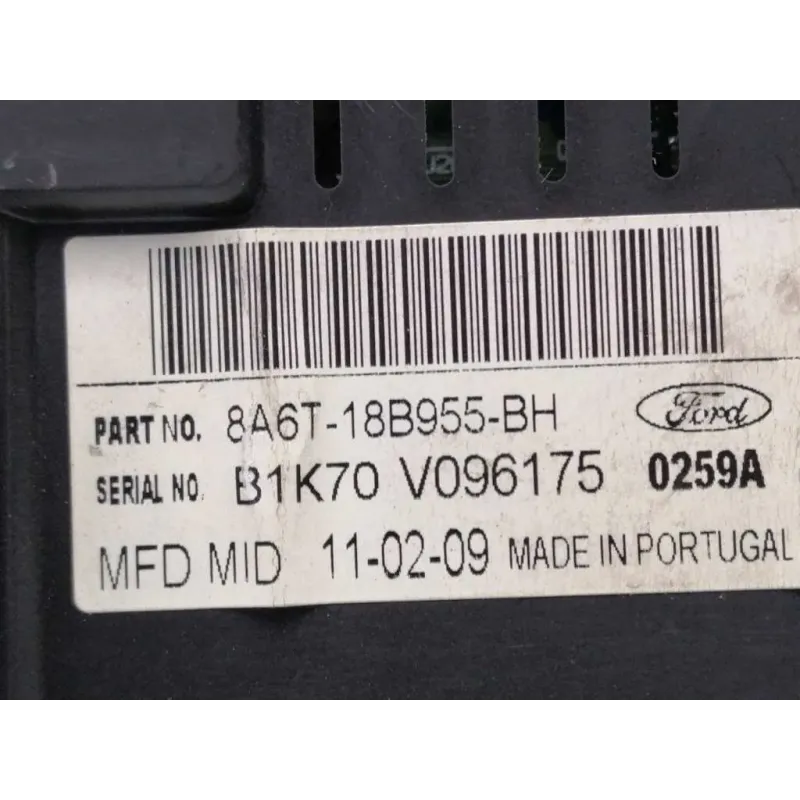 J2
PART NO. 8A6T-18B955-BH Ford
SERIAL NO. B1K70 V096175 0259A
MFD MID 11-02-09 MADE IN PORTUGAL